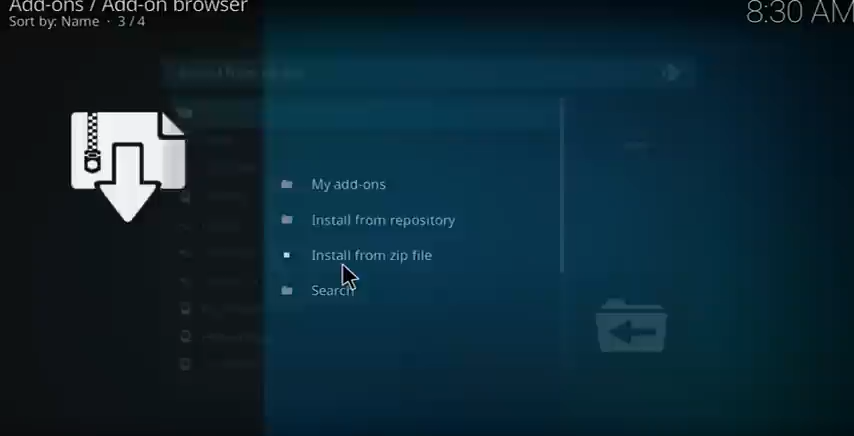 Add-ons / Add-on browser
Sort by: Name · 3 / 4
8:30 AM
My add-ons
Install from repository
Install from zip file
Search